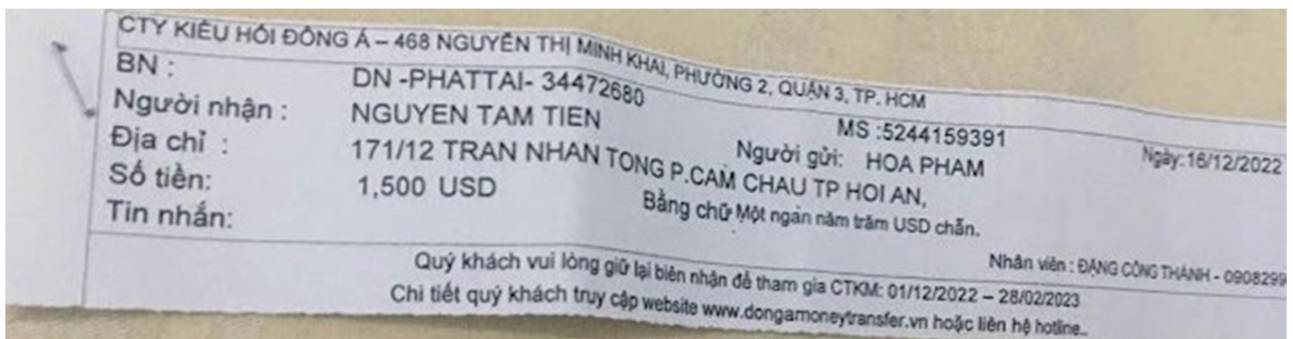 CTY KIỀU HỐI ĐÔNG Á – 468 NGUYỄN THỊ MINH KHAI, PHƯỜNG 2, QUẬN 3, TP. HCM
BN : DN -PHATTAI- 34472680 MS :5244159391 Ngày:16/12/2022
Người nhận : NGUYEN TAM TIEN Người gửi: HOA PHAM
Địa chỉ : 171/12 TRAN NHAN TONG P.CAM CHAU TP HOI AN,
Số tiền: 1,500 USD Bằng chữ Một ngàn năm trăm USD chẵn.
Tin nhắn:
Nhân viên : ĐẶNG CÔNG THÀNH - 0908299
Quý khách vui lòng giữ lại biên nhận để tham gia CTKM: 01/12/2022 – 28/02/2023
Chi tiết quý khách truy cập website www.dongamoneytransfer.vn hoặc liên hệ hotline..